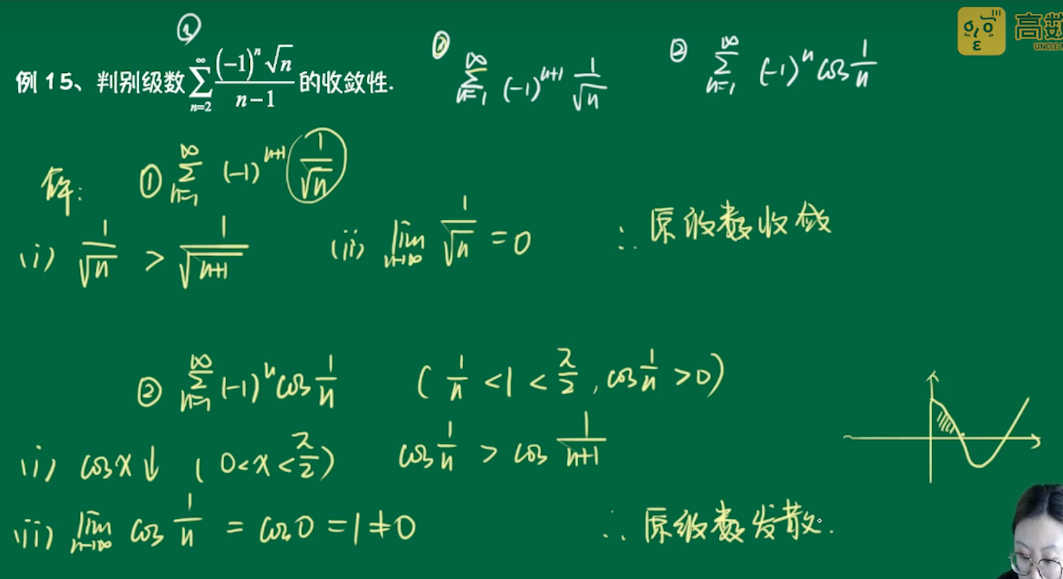 ② ① ②
例 15、判别级数 $\sum_{n=2}^{\infty}\frac{(-1)^n\sqrt{n}}{n-1}$ 的收敛性. $\sum_{n=1}^{\infty}(-1)^{n+1}\frac{1}{\sqrt{n}}$ $\sum_{n=1}^{\infty}(-1)^n\cos\frac{1}{n}$
高数
UNCLE
解: ① $\sum_{n=1}^{\infty}(-1)^{n+1}\frac{1}{\sqrt{n}}$
(i) $\frac{1}{\sqrt{n}} > \frac{1}{\sqrt{n+1}}$ (ii) $\lim_{n\to\infty}\frac{1}{\sqrt{n}}=0$ ∴ 原级数收敛
② $\sum_{n=1}^{\infty}(-1)^n\cos\frac{1}{n}$ ( $\frac{1}{n}<1<\frac{\pi}{2}$, $\cos\frac{1}{n}>0$ )
(i) cosx↓ ( $0<x<\frac{\pi}{2}$ ) $\cos\frac{1}{n} > \cos\frac{1}{n+1}$
(ii) $\lim_{n\to\infty}\cos\frac{1}{n}=\cos 0=1\neq 0$ ∴ 原级数发散.